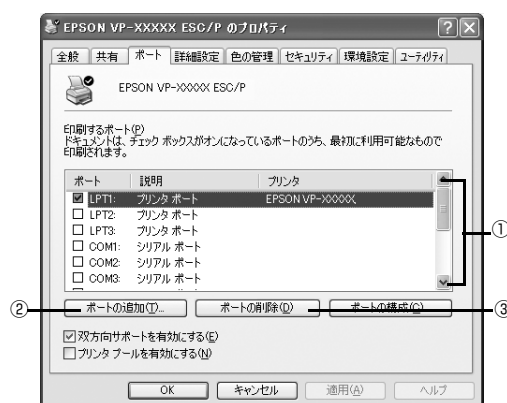 EPSON VP-XXXXX ESC/P のプロパティ
全般 共有 ポート 詳細設定 色の管理 セキュリティ 環境設定 ユーティリティ
EPSON VP-XXXXX ESC/P
印刷するポート(P)
ドキュメントは、チェック ボックスがオンになっているポートのうち、最初に利用可能なもので
印刷されます。
ポート 説明 プリンタ
LPT1: プリンタ ポート EPSON VP-XXXXX,
LPT2: プリンタ ポート
LPT3: プリンタ ポート
COM1: シリアル ポート
COM2: シリアル ポート
COM3: シリアル ポート
①
② ポートの追加(T)... ポートの削除(D) ポートの構成(C)... ③
双方向サポートを有効にする(E)
プリンタ プールを有効にする(N)
OK キャンセル 適用(A) ヘルプ